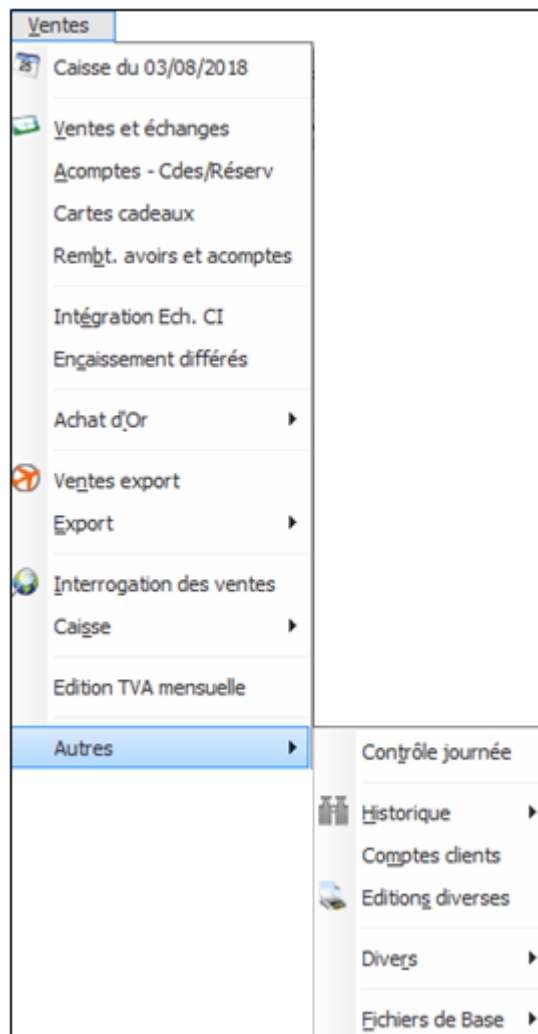 Ventes
25
Caisse du 03/08/2018
Ventes et échanges
Acomptes - Cdes/Réserv
Cartes cadeaux
Rembt. avoirs et acomptes
Intégration Ech. CI
Encaissement différés
Achat d'Or
Ventes export
Export
Interrogation des ventes
Caisse
Edition TVA mensuelle
Autres
Contrôle journée
Historique
Comptes clients
Editions diverses
Divers
Fichiers de Base